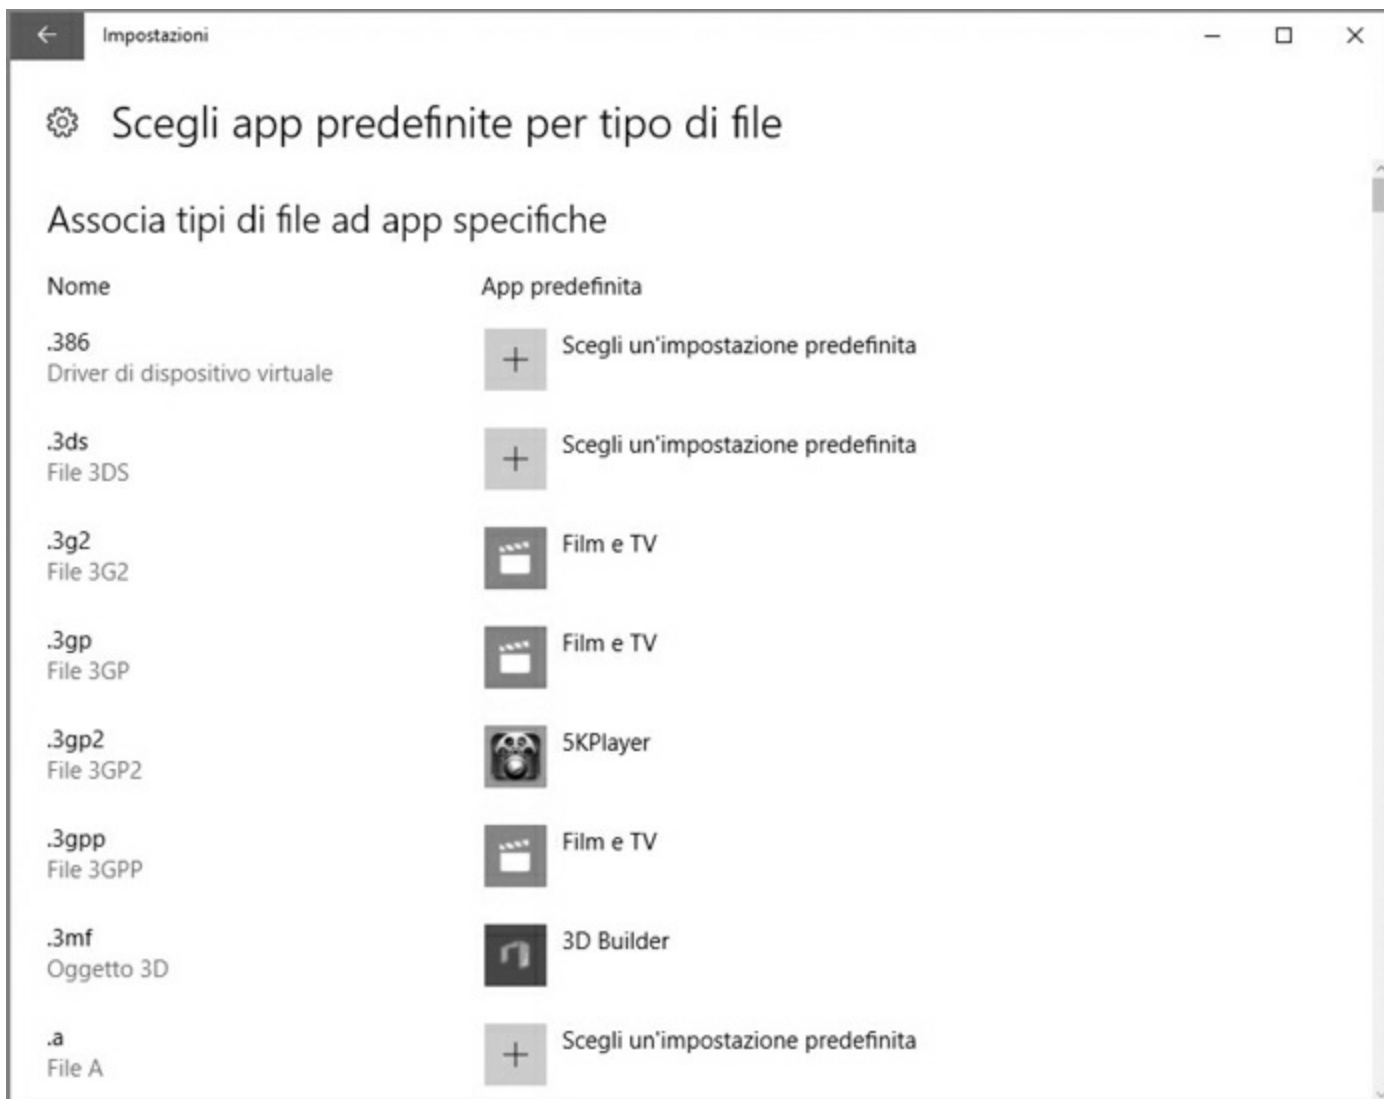 Impostazioni
Scegli app predefinite per tipo di file
Associa tipi di file ad app specifiche
Nome App predefinita
.386 Scegli un'impostazione predefinita
Driver di dispositivo virtuale
.3ds Scegli un'impostazione predefinita
File 3DS
.3g2 Film e TV
File 3G2
.3gp Film e TV
File 3GP
.3gp2 5KPlayer
File 3GP2
.3gpp Film e TV
File 3GPP
.3mf 3D Builder
Oggetto 3D
.a Scegli un'impostazione predefinita
File A